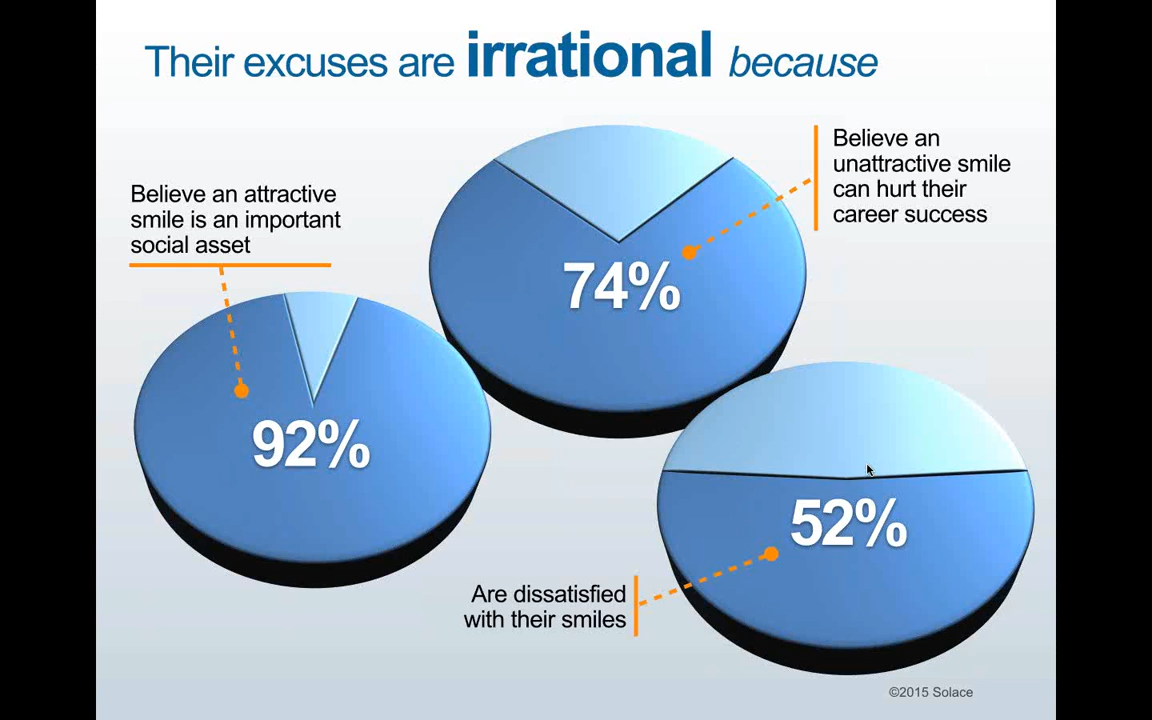 Their excuses are irrational because
Believe an attractive
smile is an important
social asset
92%
Believe an
unattractive smile
can hurt their
career success
74%
52%
Are dissatisfied
with their smiles
©2015 Solace